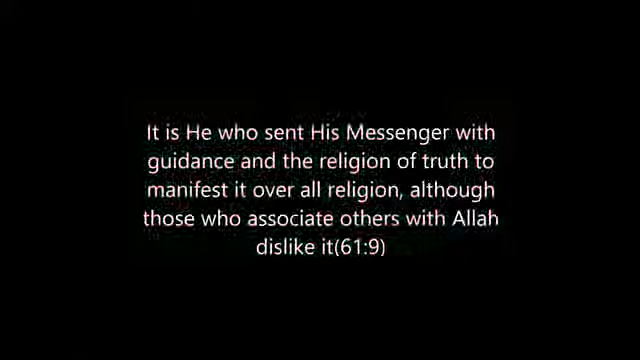 It is He who sent His Messenger with
guidance and the religion of truth to
manifest it over all religion, although
those who associate others with Allah
dislike it(61:9)